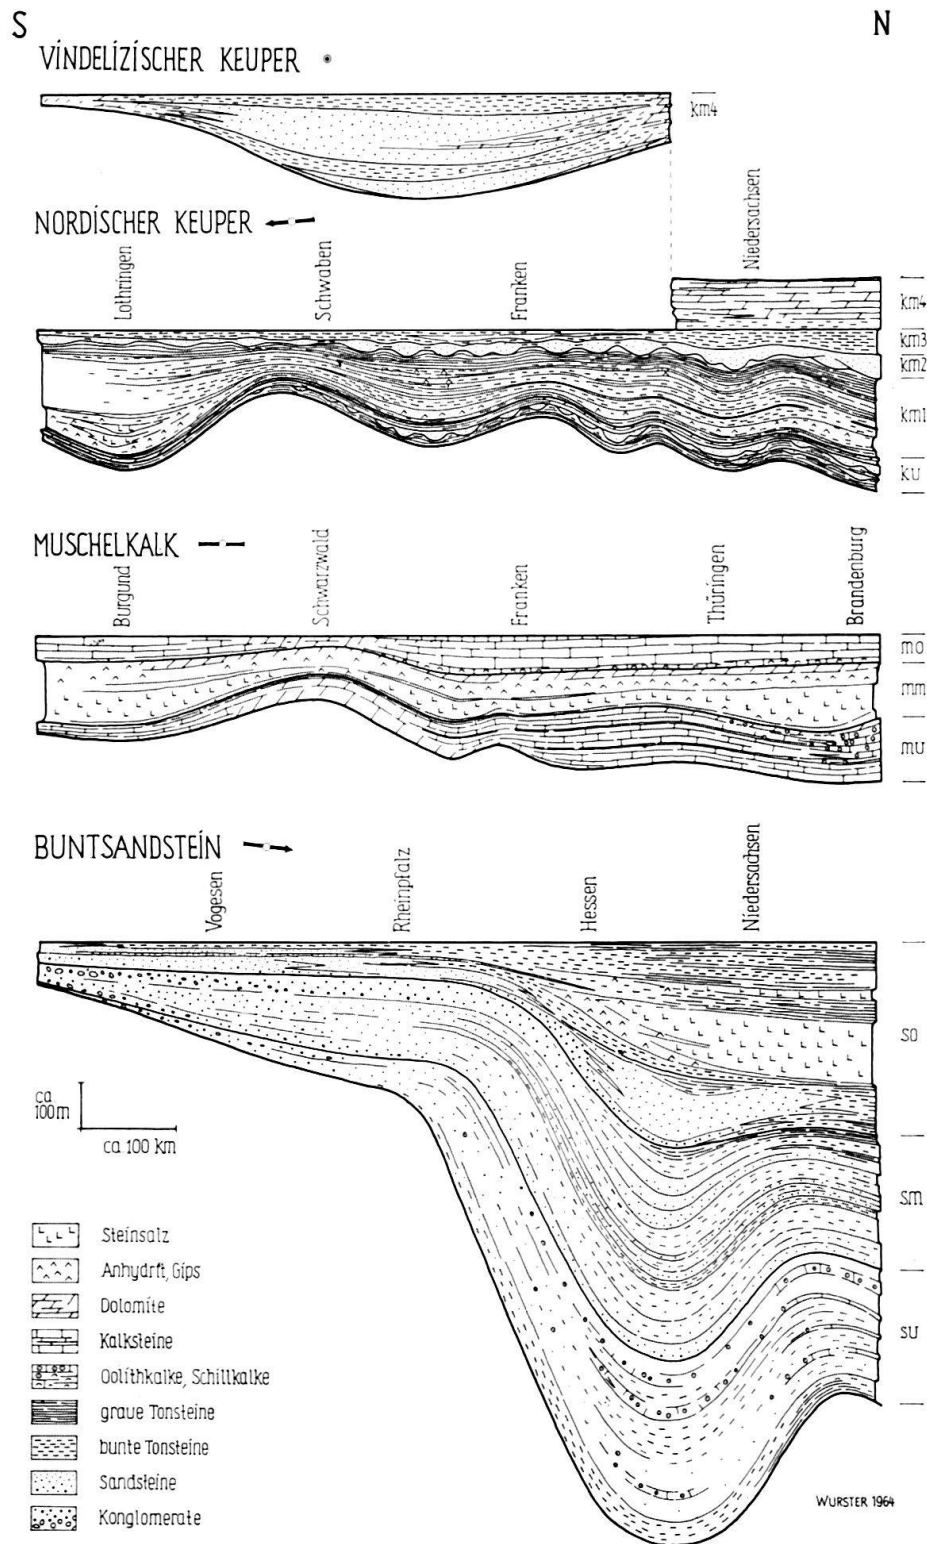 S
N
VINDELIZISCHER KEUPER
km4
NORDISCHER KEUPER
Lothringen
Schwaben
Franken
Niedersachsen
km4
km3
km2
km1
ku
MUSCHELKALK
Burgund
Schwarzwald
Franken
Thüringen
Brandenburg
mo
mm
mu
BUNTSANDSTEIN
Vogesen
Rheinpfalz
Hessen
Niedersachsen
so
sm
su
ca 100m
ca 100 km
Steinsalz
Anhydrit, Gips
Dolomite
Kalksteine
Oolithkalke, Schillkalke
graue Tonsteine
bunte Tonsteine
Sandsteine
Konglomerate
WURSTER 1964